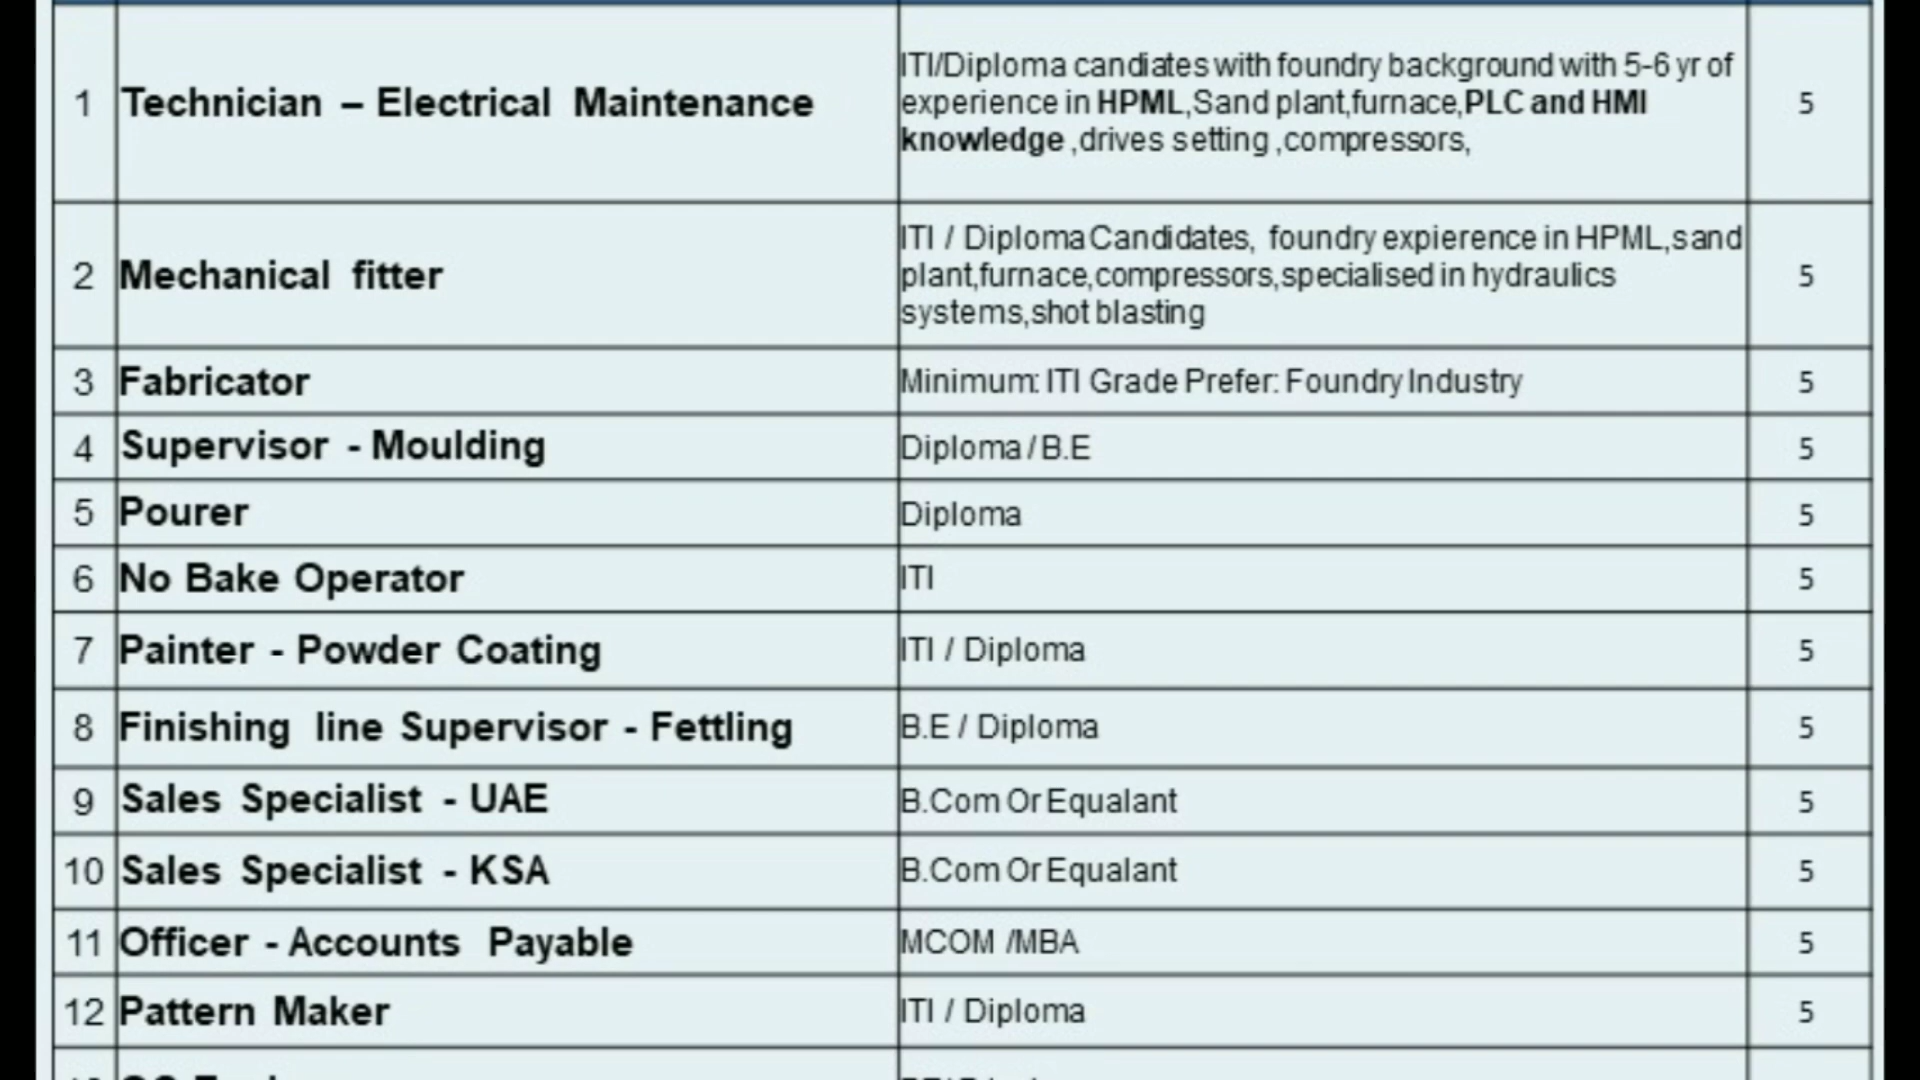 1 Technician – Electrical Maintenance ITI/Diploma candiates with foundry background with 5-6 yr of
experience in HPML,Sand plant,furnace,PLC and HMI
knowledge ,drives setting ,compressors, 5
2 Mechanical fitter ITI / Diploma Candidates, foundry expierence in HPML,sand
plant,furnace,compressors,specialised in hydraulics
systems,shot blasting 5
3 Fabricator Minimum: ITI Grade Prefer: Foundry Industry 5
4 Supervisor - Moulding Diploma / B.E 5
5 Pourer Diploma 5
6 No Bake Operator ITI 5
7 Painter - Powder Coating ITI / Diploma 5
8 Finishing line Supervisor - Fettling B.E / Diploma 5
9 Sales Specialist - UAE B.Com Or Equalant 5
10 Sales Specialist - KSA B.Com Or Equalant 5
11 Officer - Accounts Payable MCOM /MBA 5
12 Pattern Maker ITI / Diploma 5